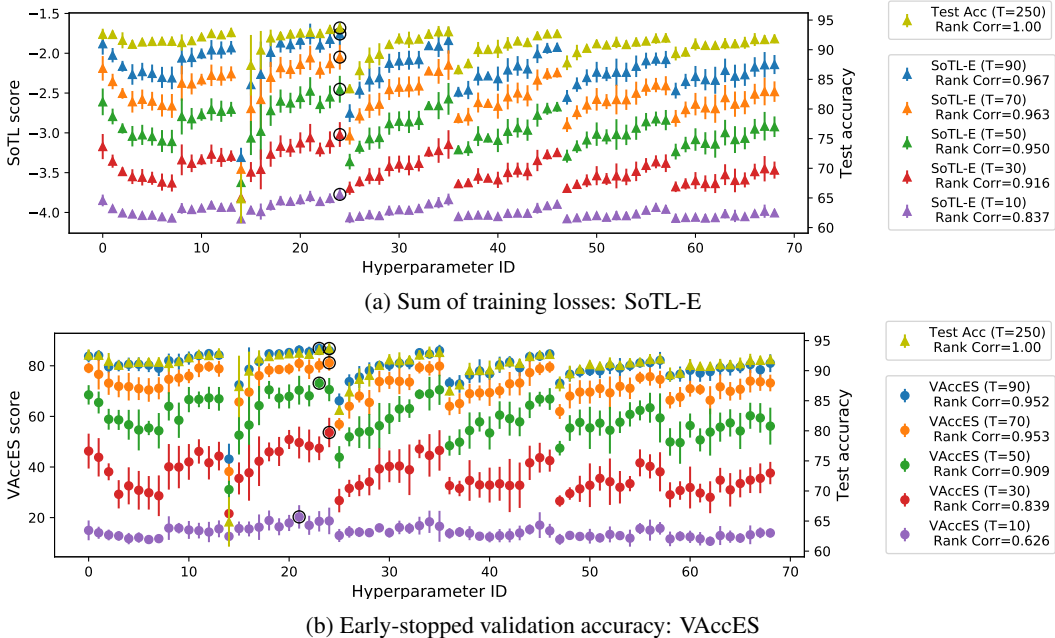 −1.5
−2.0
−2.5
−3.0
−3.5
−4.0
SoTL score
95
90
85
80
75
70
65
60
Test accuracy
0 10 20 30 40 50 60 70
Hyperparameter ID
Test Acc (T=250)
Rank Corr=1.00
SoTL-E (T=90)
Rank Corr=0.967
SoTL-E (T=70)
Rank Corr=0.963
SoTL-E (T=50)
Rank Corr=0.950
SoTL-E (T=30)
Rank Corr=0.916
SoTL-E (T=10)
Rank Corr=0.837
(a) Sum of training losses: SoTL-E
80
60
40
20
VAccES score
95
90
85
80
75
70
65
60
Test accuracy
0 10 20 30 40 50 60 70
Hyperparameter ID
Test Acc (T=250)
Rank Corr=1.00
VAccES (T=90)
Rank Corr=0.952
VAccES (T=70)
Rank Corr=0.953
VAccES (T=50)
Rank Corr=0.909
VAccES (T=30)
Rank Corr=0.839
VAccES (T=10)
Rank Corr=0.626
(b) Early-stopped validation accuracy: VAccES